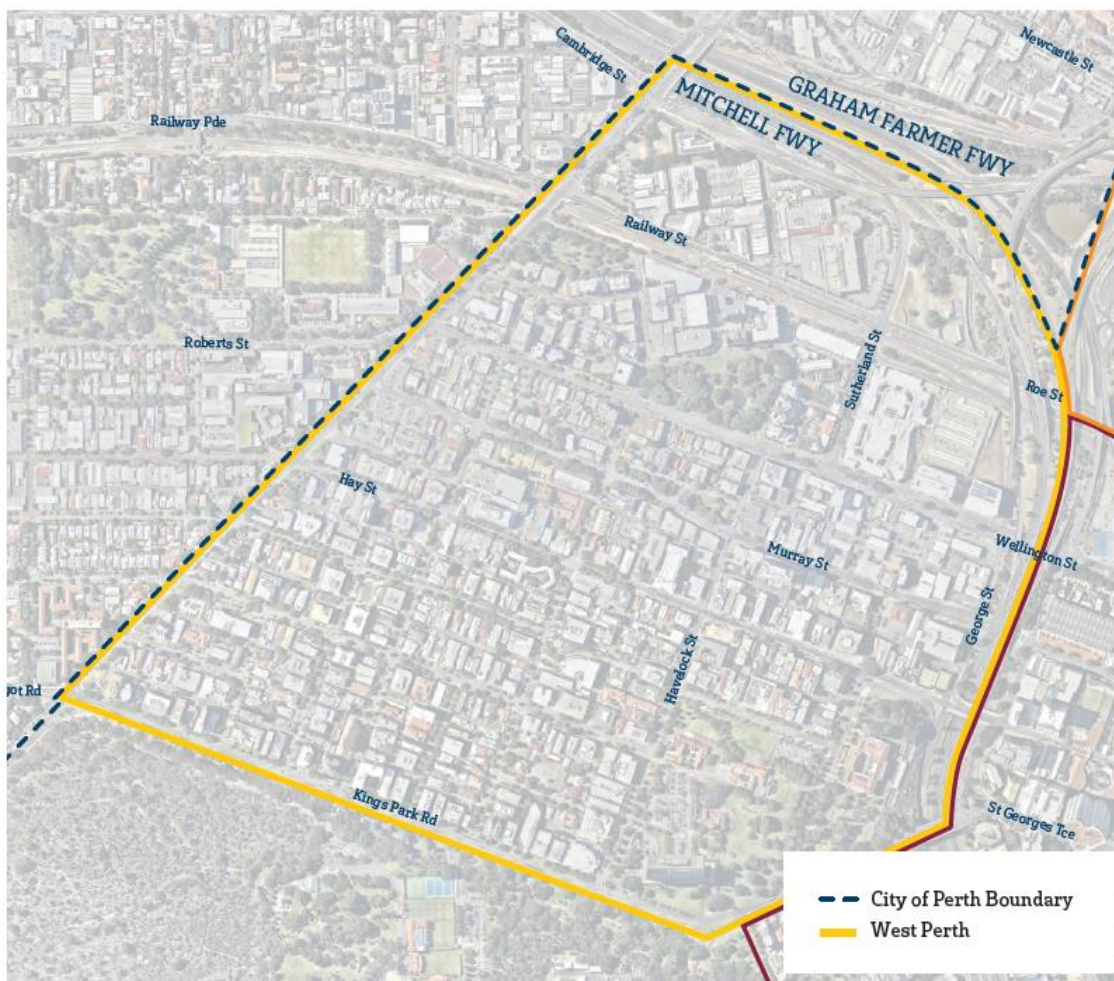 Newcastle St
Cambridge St
GRAHAM FARMER FWY
MITCHELL FWY
Railway Pde
Railway St
Roberts St
Sutherland St
Roe St
Hay St
Murray St
Wellington St
George St
Havelock St
got Rd
Kings Park Rd
St Georges Tce
City of Perth Boundary
West Perth